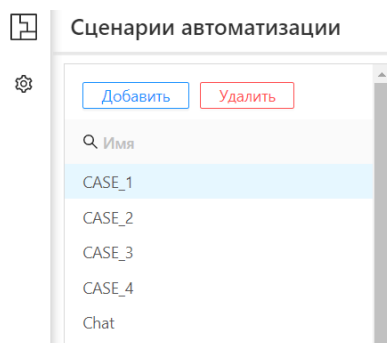 Сценарии автоматизации
Добавить Удалить
Имя
CASE_1
CASE_2
CASE_3
CASE_4
Chat